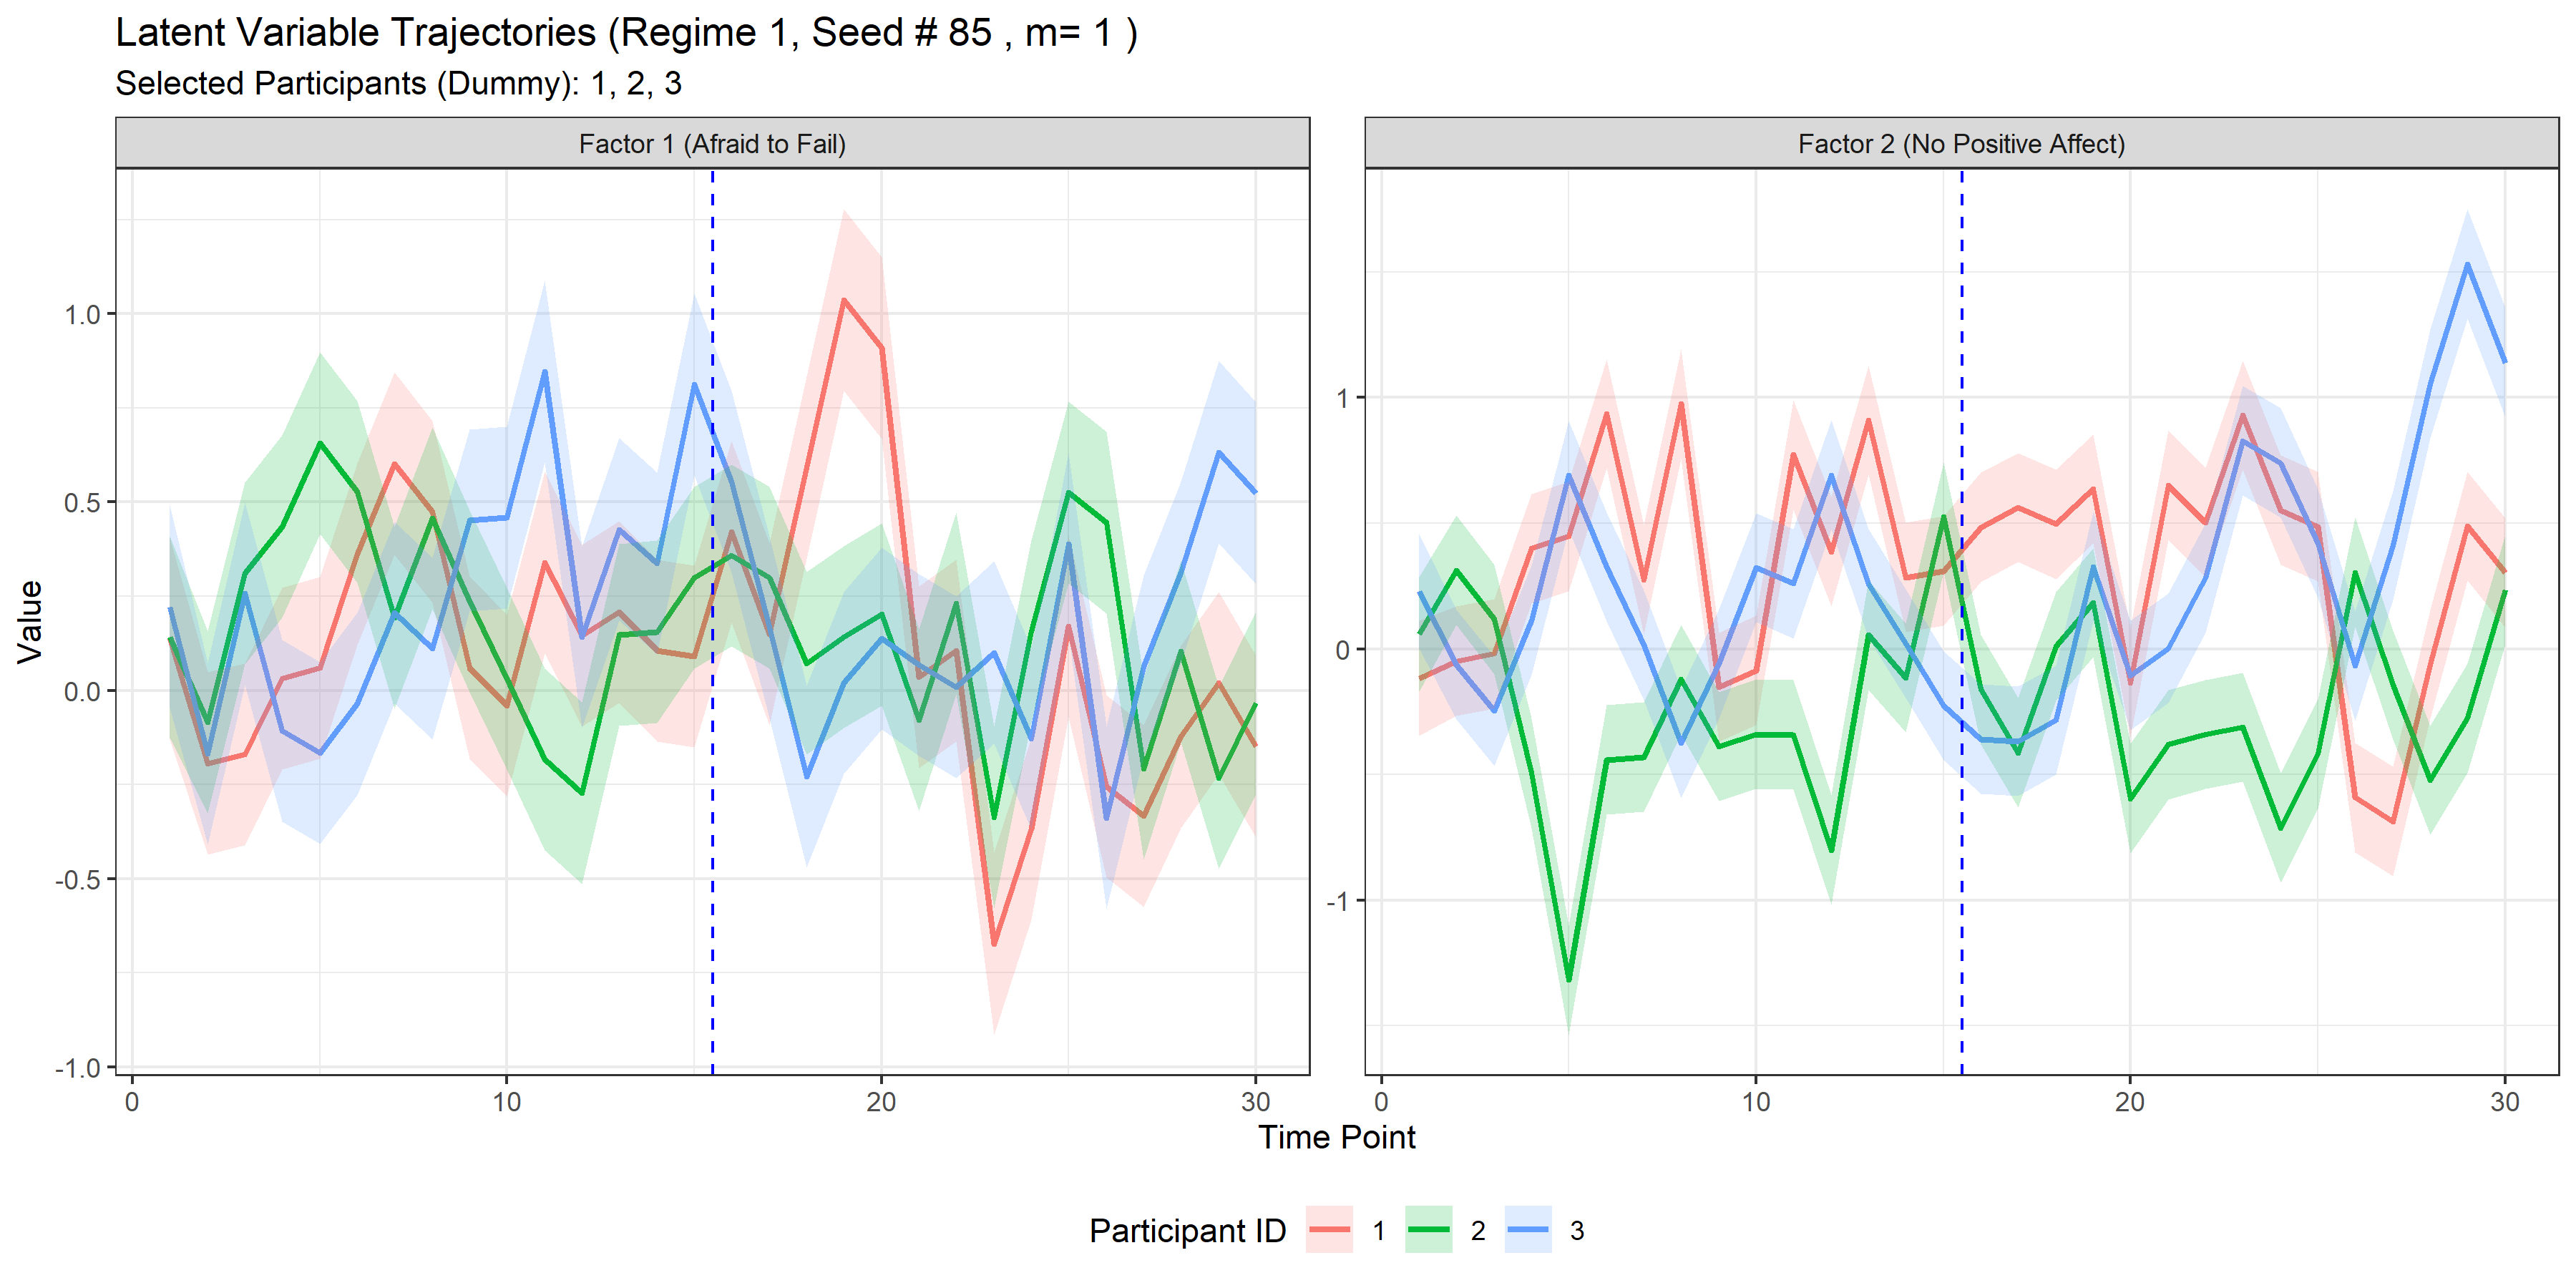 Latent Variable Trajectories (Regime 1, Seed # 85 , m= 1 )
Selected Participants (Dummy): 1, 2, 3
Factor 1 (Afraid to Fail)
Factor 2 (No Positive Affect)
Value
1.0
0.5
0.0
-0.5
-1.0
1
0
-1
0 10 20 30
0 10 20 30
Time Point
Participant ID 1 2 3